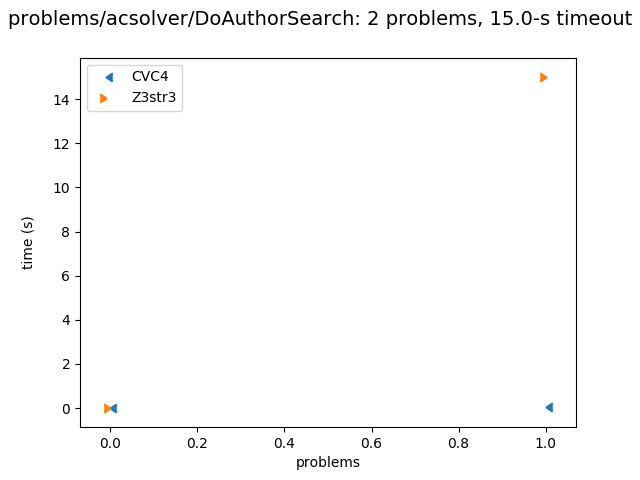 problems/acsolver/DoAuthorSearch: 2 problems, 15.0-s timeout
CVC4
Z3str3
14
12
10
8
6
4
2
0
time (s)
0.0 0.2 0.4 0.6 0.8 1.0
problems